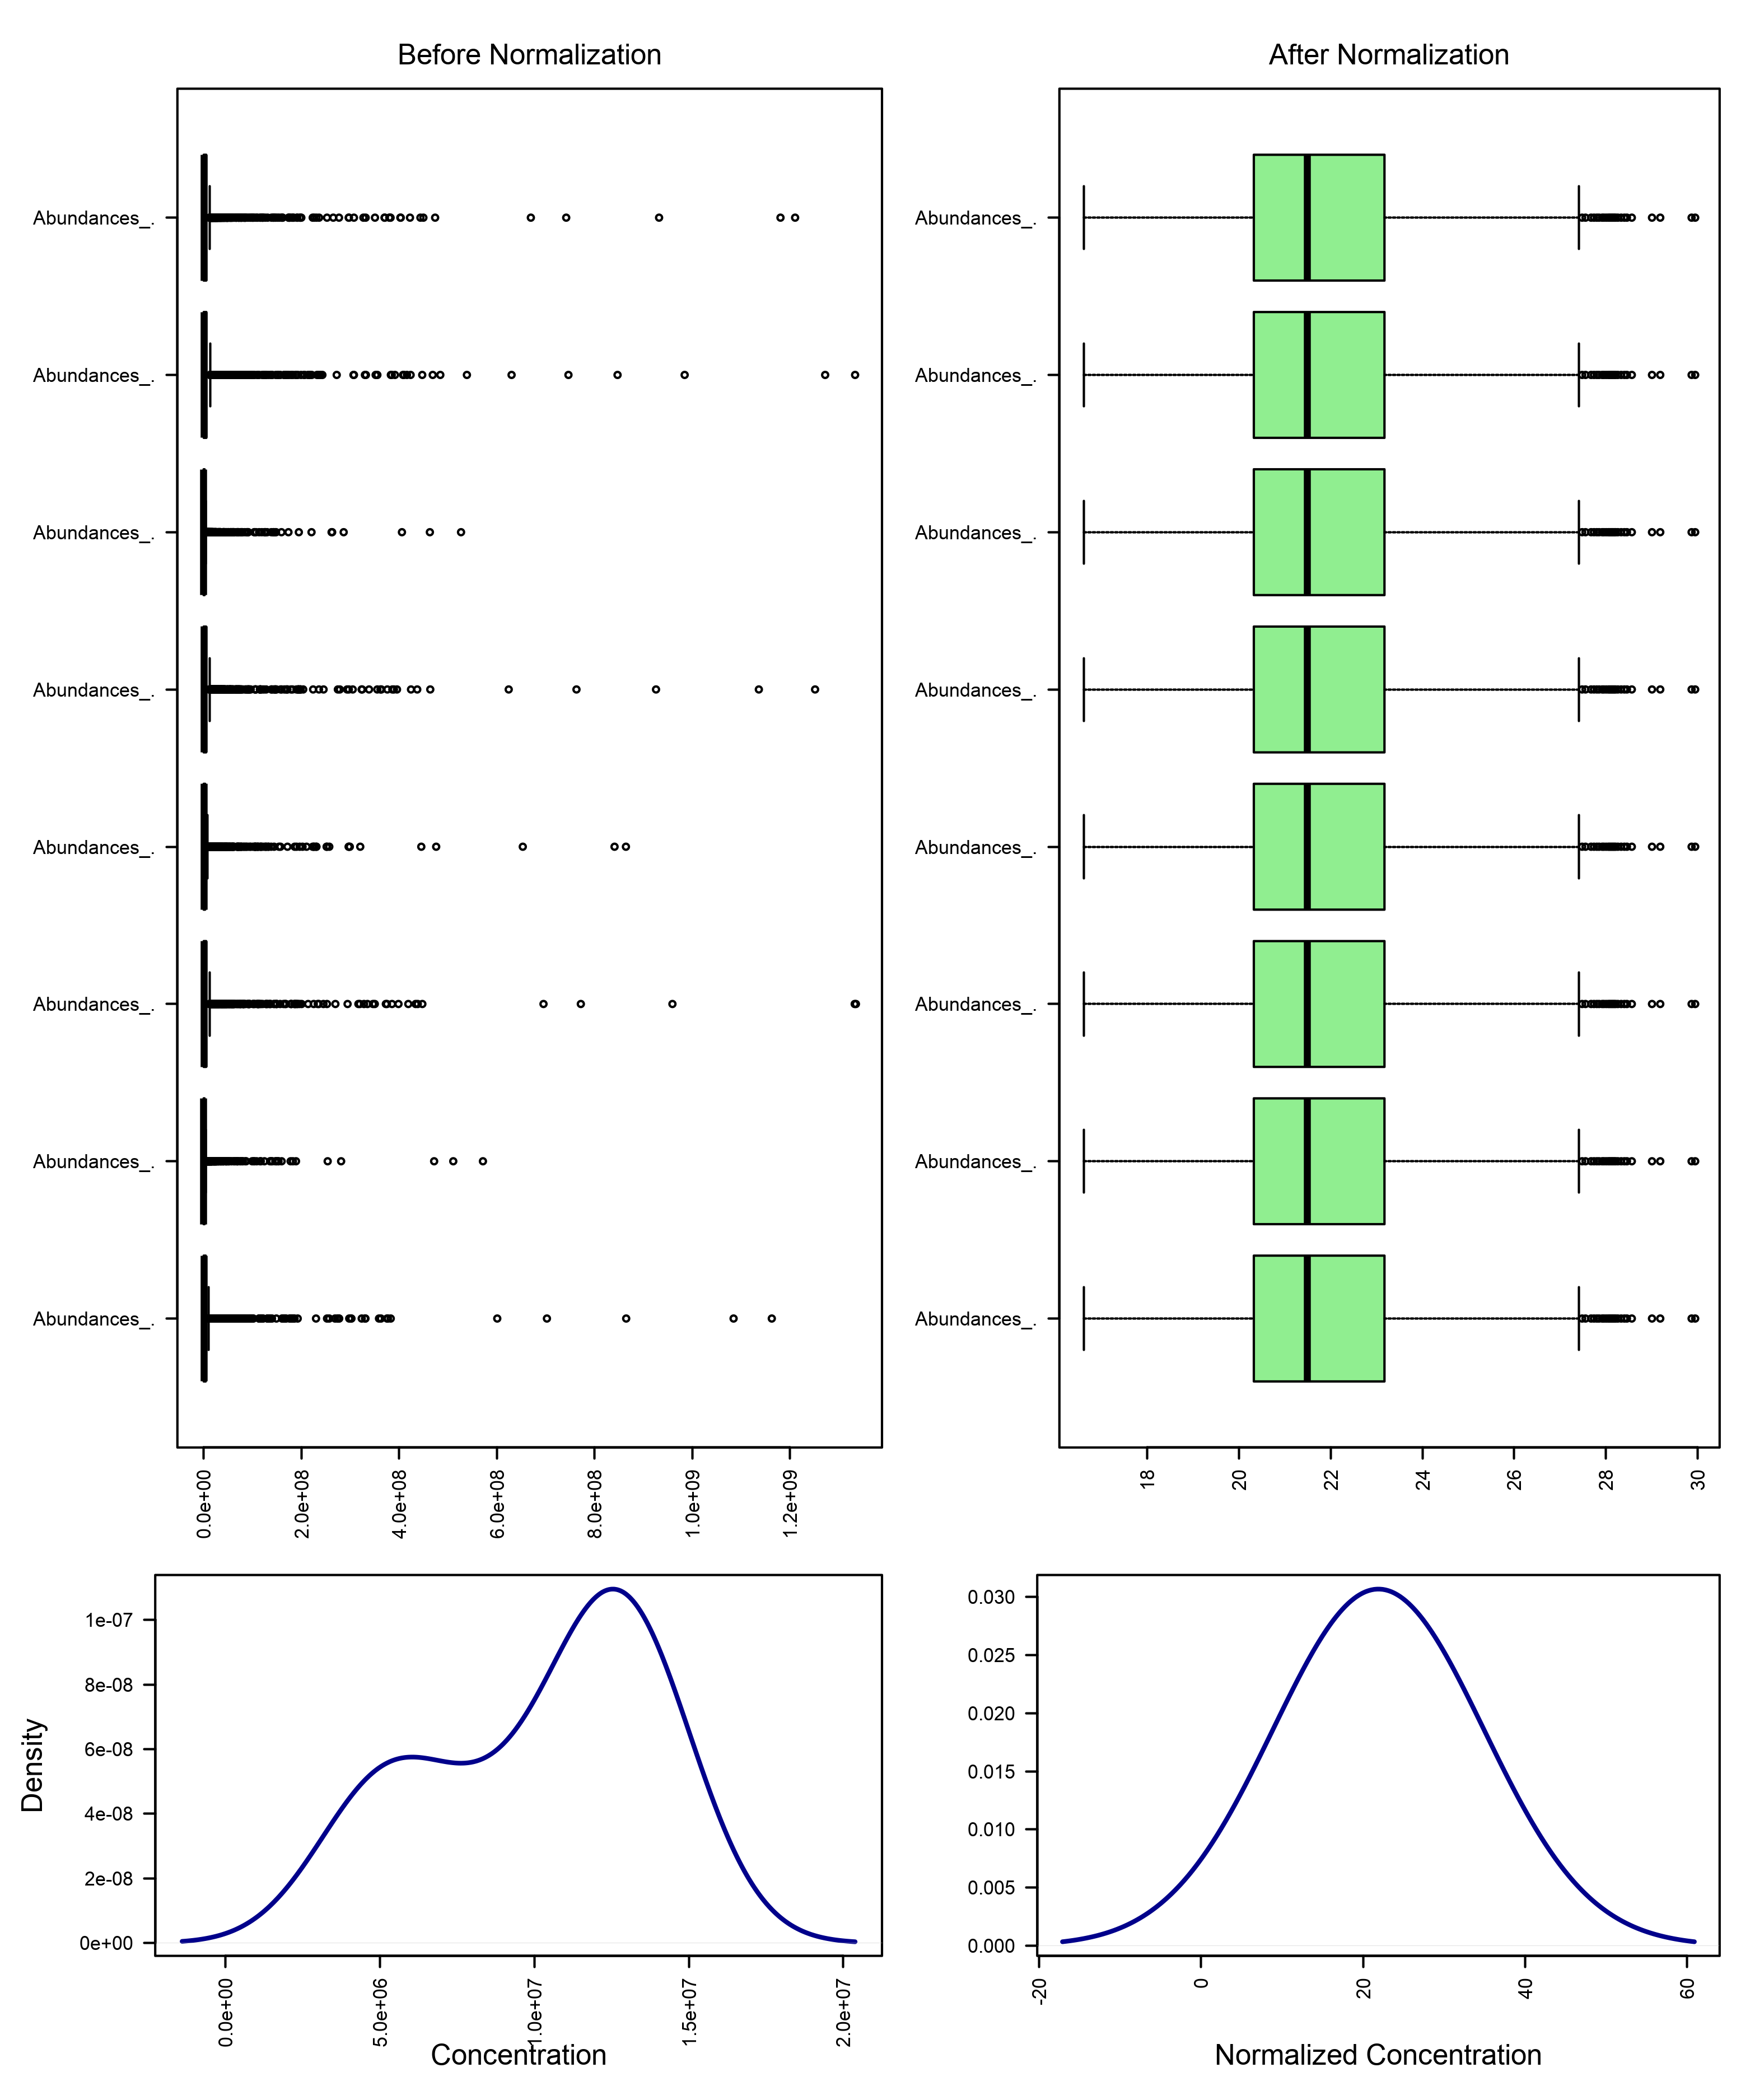 Before Normalization
After Normalization
Abundances_.
Abundances_.
Abundances_.
Abundances_.
Abundances_.
Abundances_.
Abundances_.
Abundances_.
0.0e+00
2.0e+08
4.0e+08
6.0e+08
8.0e+08
1.0e+09
1.2e+09
Abundances_.
Abundances_.
Abundances_.
Abundances_.
Abundances_.
Abundances_.
Abundances_.
Abundances_.
18
20
22
24
26
28
30
Density
1e-07
8e-08
6e-08
4e-08
2e-08
0e+00
0.0e+00
5.0e+06
1.0e+07
1.5e+07
2.0e+07
Concentration
0.030
0.025
0.020
0.015
0.010
0.005
0.000
-20
0
20
40
60
Normalized Concentration